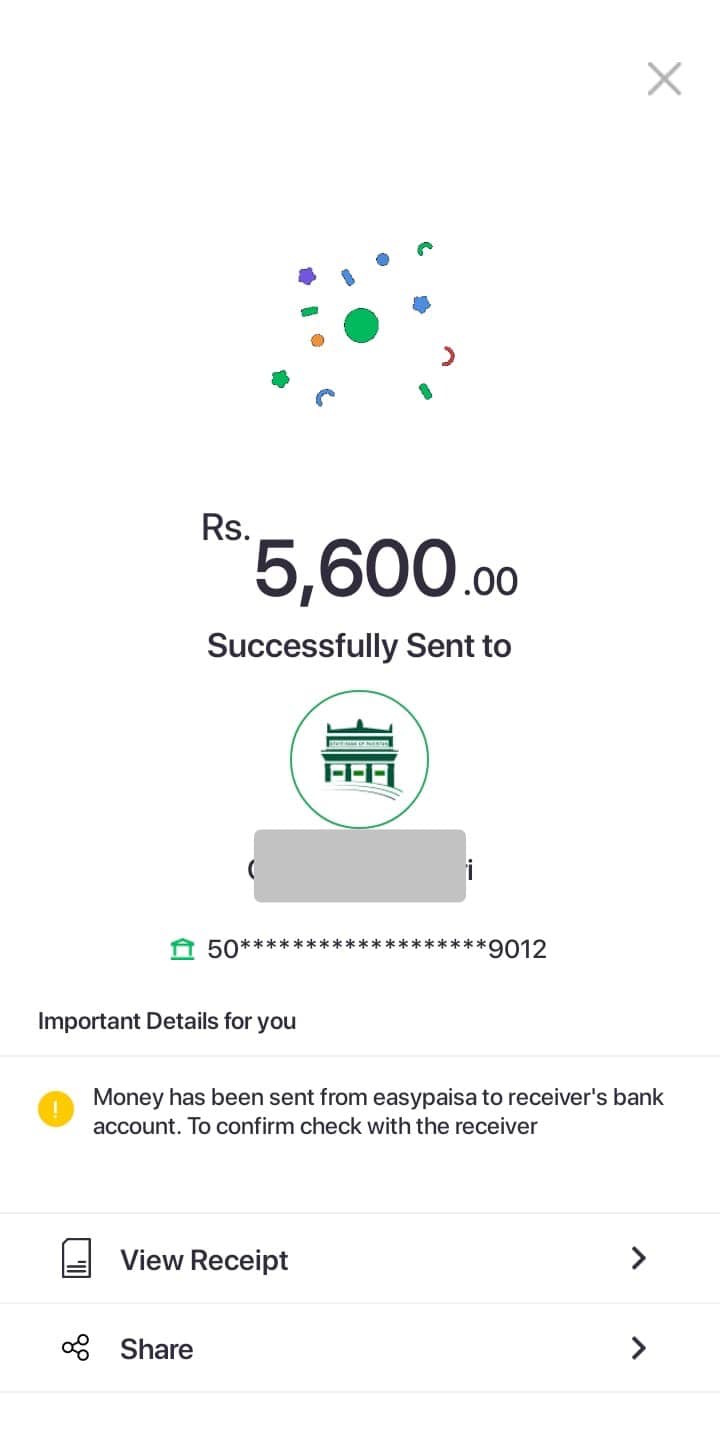 Rs.
5,600.00
Successfully Sent to
STATE BANK OF PAKISTAN
50*******************9012
Important Details for you
Money has been sent from easypaisa to receiver's bank
account. To confirm check with the receiver
View Receipt
Share